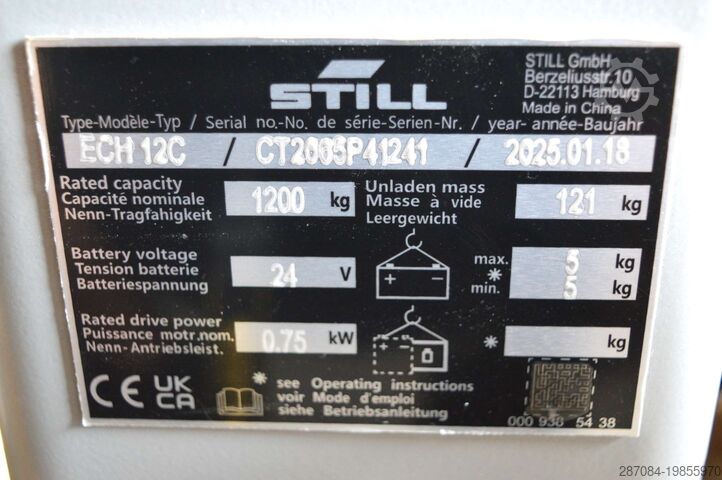 STILL
STILL GmbH
Berzeliusstr.10
D-22113 Hamburg
Made in China
Type-Modèle-Typ / Serial no.-No. de série-Serien-Nr. / year- année-Baujahr
ECH 12C / CT2065P41241 / 2025.01.18
Rated capacity
Capacité nominale
Nenn-Tragfähigkeit
1200 kg
Unladen mass
Masse à vide
Leergewicht
121 kg
Battery voltage
Tension batterie
Batteriespannung
24 V
+ −
max. 5 kg
*
min. 5 kg
Rated drive power
Puissance motr.nom.
Nenn-Antriebsleist.
0.75 kW
+ −
* kg
CE UK
CA
* see Operating instructions
voir Mode d'emploi
siehe Betriebsanleitung
000 930 54 38
287084-19855970